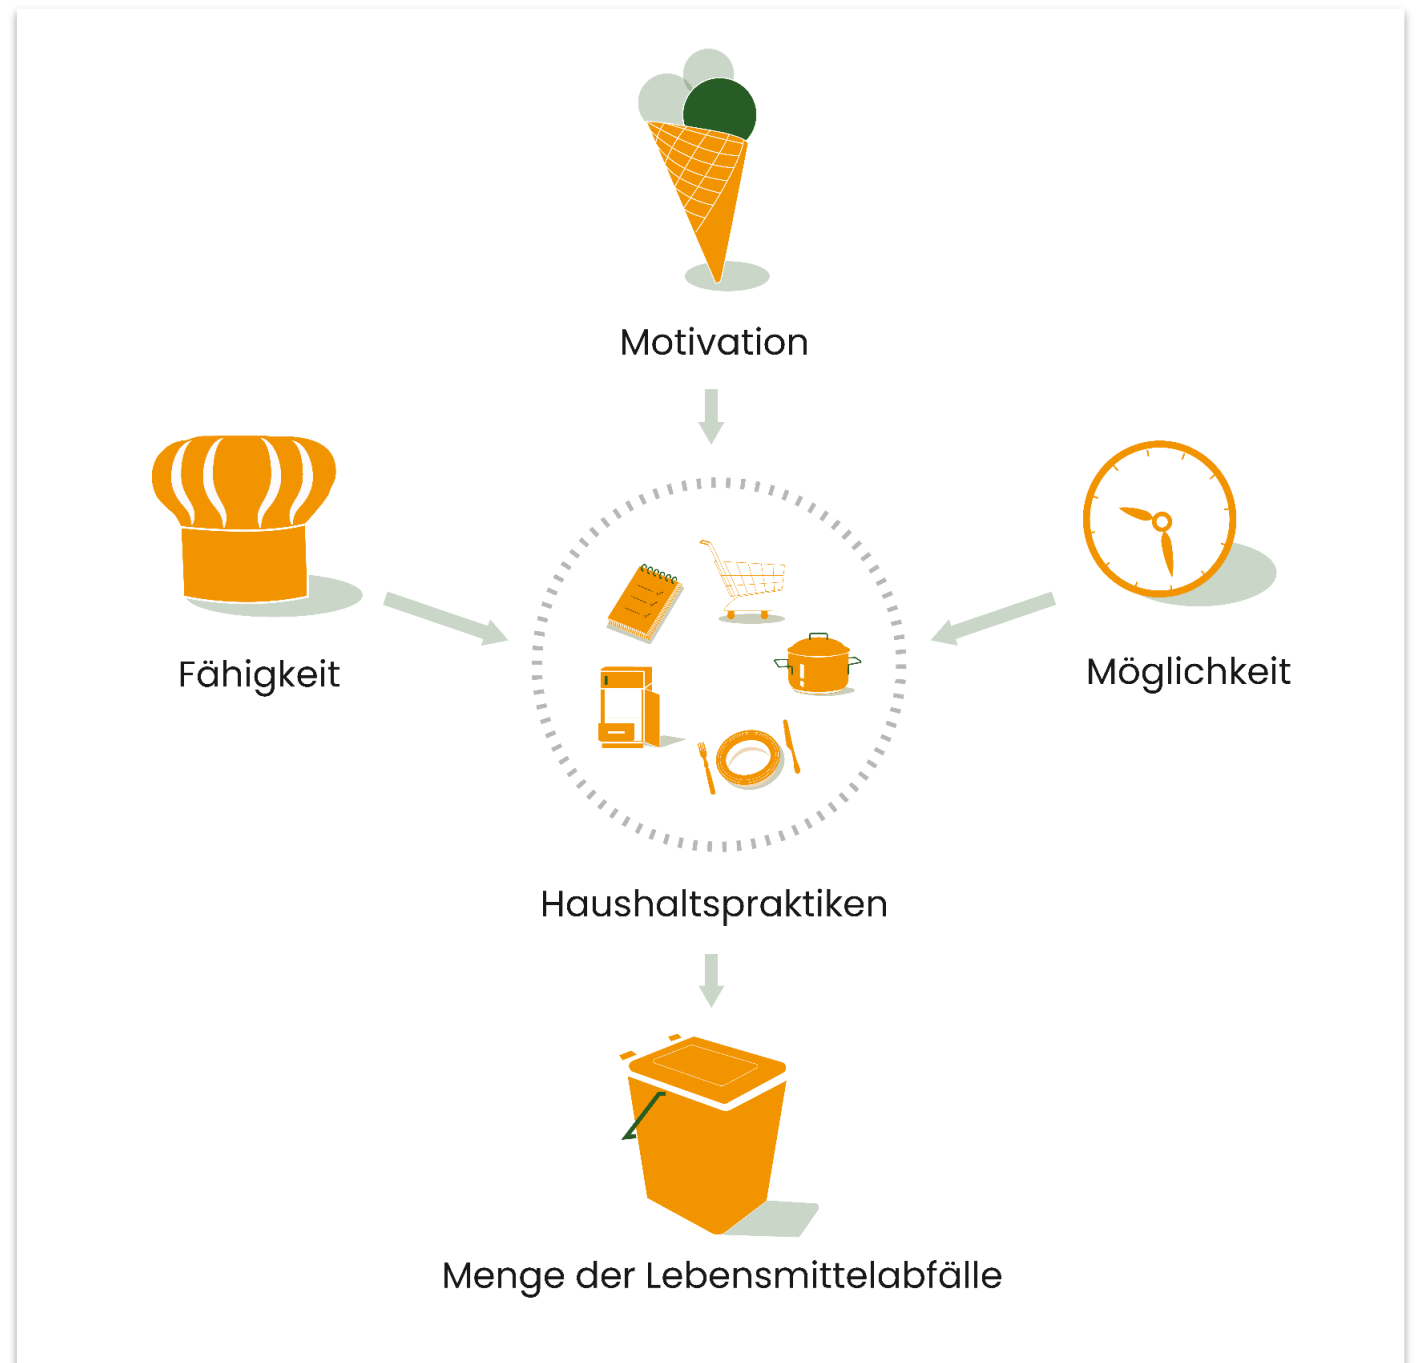 Motivation
Fähigkeit
Möglichkeit
Haushaltspraktiken
Menge der Lebensmittelabfälle